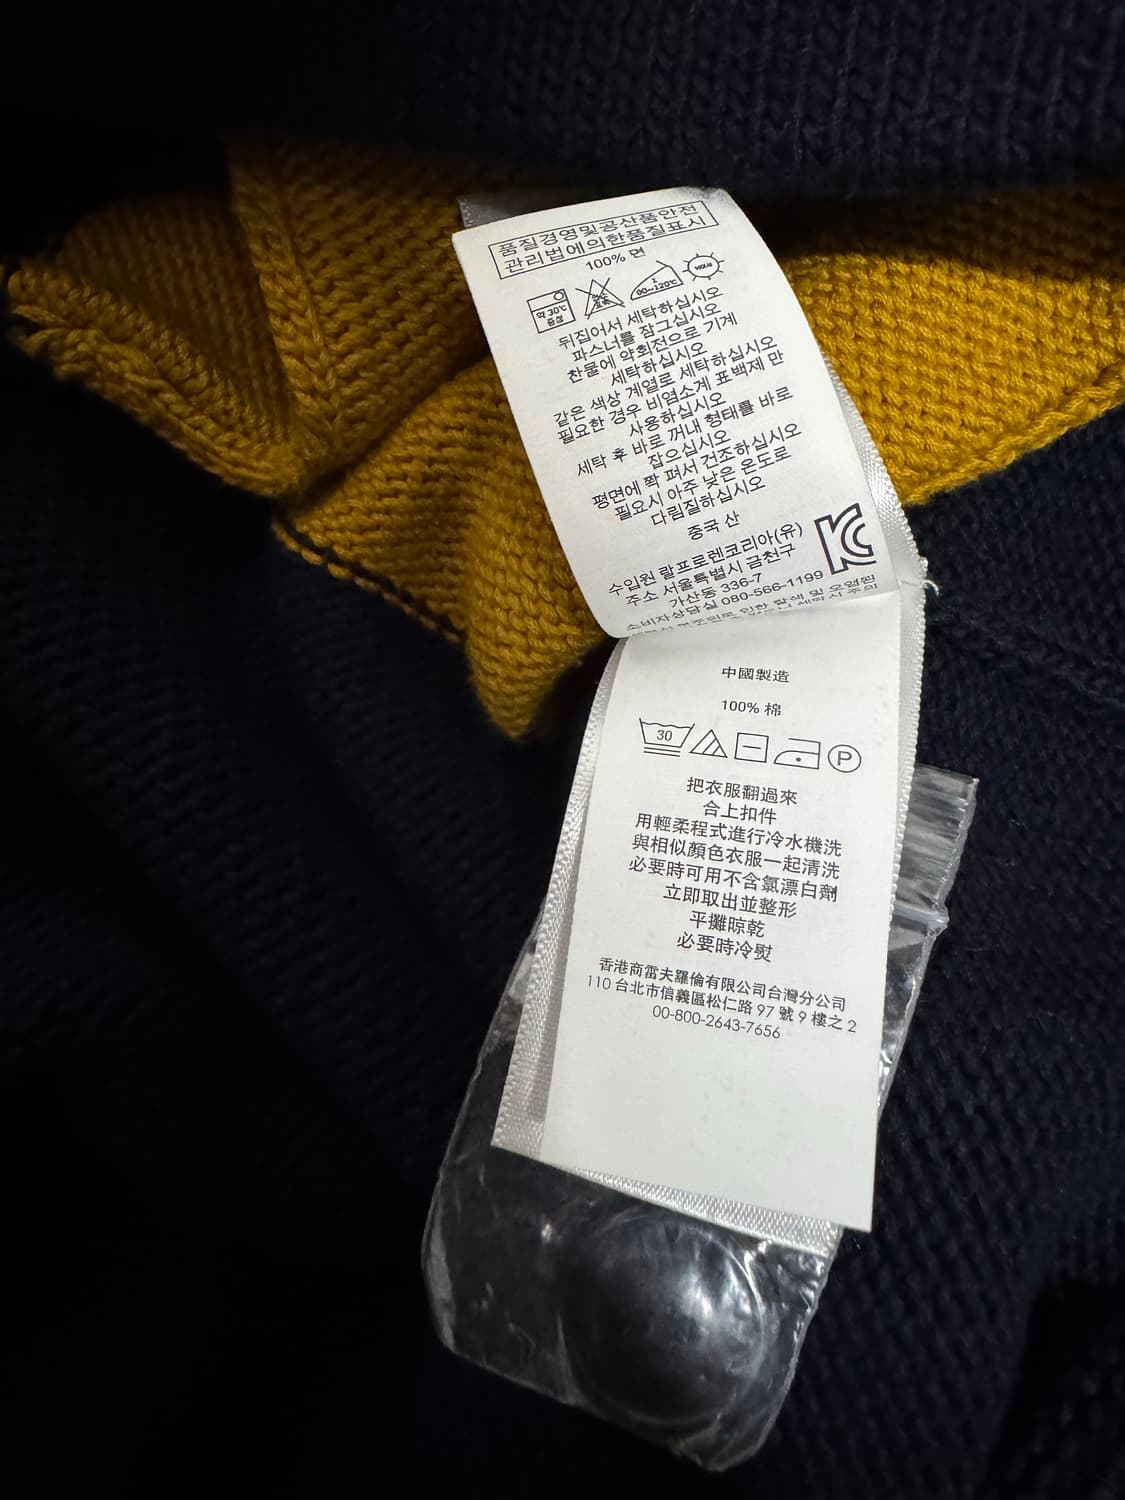 품질경영및공산품안전
관리법에의한품질표시
100% 면
약30℃
중성
80~120℃
뒤집어서 세탁하십시오
파스너를 잠그십시오
찬물에 약회전으로 기계
세탁하십시오
같은 색상 계열로 세탁하십시오
필요한 경우 비염소계 표백제 만
사용하십시오
세탁 후 바로 꺼내 형태를 바로
잡으십시오
평면에 쫙 펴서 건조하십시오
필요시 아주 낮은 온도로
다림질하십시오
중국 산
수입원 랄프로렌코리아(유)
주소 서울특별시 금천구
가산동 336-7
소비자상담실 080-566-1199
中國製造
100% 棉
30
P
把衣服翻過來
合上扣件
用輕柔程式進行冷水機洗
與相似顏色衣服一起清洗
必要時可用不含氯漂白劑
立即取出並整形
平攤晾乾
必要時冷熨
香港商雷夫羅倫有限公司台灣分公司
110 台北市信義區松仁路 97 號 9 樓之 2
00-800-2643-7656